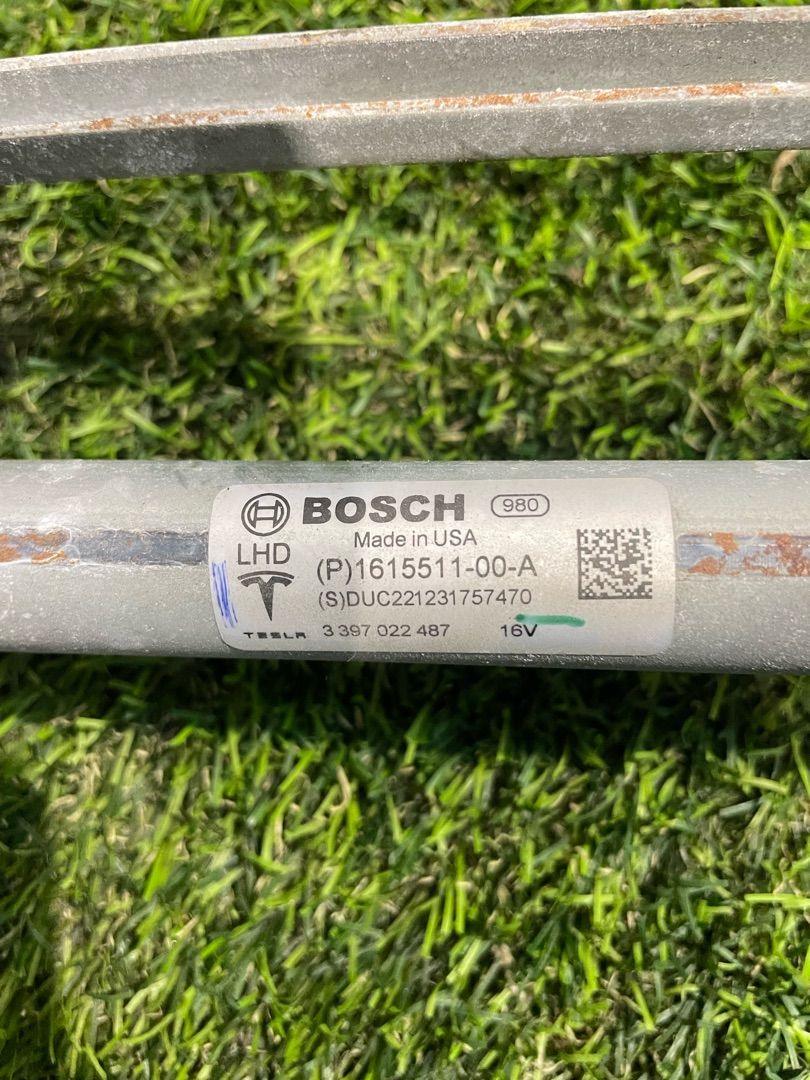 BOSCH 980
Made in USA
LHD
(P)1615511-00-A
(S)DUC221231757470
TESLA 3 397 022 487 16V